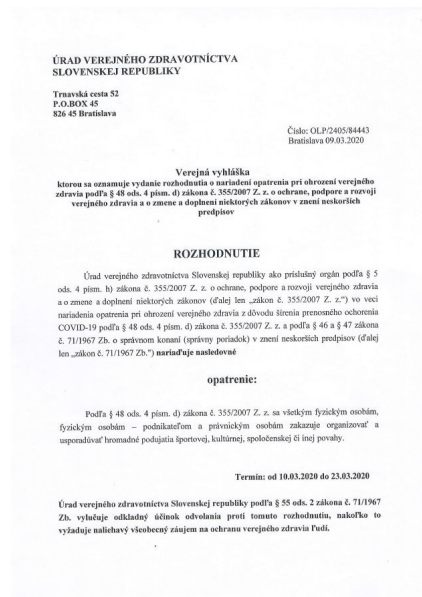 ÚRAD VEREJNÉHO ZDRAVOTNÍCTVA
SLOVENSKEJ REPUBLIKY
Trnavská cesta 52
P.O.BOX 45
826 45 Bratislava
Číslo: OLP/2405/84443
Bratislava 09.03.2020
Verejná vyhláška
ktorou sa oznamuje vydanie rozhodnutia o nariadení opatrenia pri ohrození verejného
zdravia podľa § 48 ods. 4 písm. d) zákona č. 355/2007 Z. z. o ochrane, podpore a rozvoji
verejného zdravia a o zmene a doplnení niektorých zákonov v znení neskorších
predpisov
ROZHODNUTIE
Úrad verejného zdravotníctva Slovenskej republiky ako príslušný orgán podľa § 5
ods. 4 písm. h) zákona č. 355/2007 Z. z. o ochrane, podpore a rozvoji verejného zdravia
a o zmene a doplnení niektorých zákonov (ďalej len „zákon č. 355/2007 Z. z.“) vo veci
nariadenia opatrenia pri ohrození verejného zdravia z dôvodu šírenia prenosného ochorenia
COVID-19 podľa § 48 ods. 4 písm. d) zákona č. 355/2007 Z. z. a podľa § 46 a § 47 zákona
č. 71/1967 Zb. o správnom konaní (správny poriadok) v znení neskorších predpisov (ďalej
len „zákon č. 71/1967 Zb.“) nariaďuje nasledovné
opatrenie:
Podľa § 48 ods. 4 písm. d) zákona č. 355/2007 Z. z. sa všetkým fyzickým osobám,
fyzickým osobám – podnikateľom a právnickým osobám zakazuje organizovať a
usporadúvať hromadné podujatia športovej, kultúrnej, spoločenskej či inej povahy.
Termín: od 10.03.2020 do 23.03.2020
Úrad verejného zdravotníctva Slovenskej republiky podľa § 55 ods. 2 zákona č. 71/1967
Zb. vylučuje odkladný účinok odvolania proti tomuto rozhodnutiu, nakoľko to
vyžaduje naliehavý všeobecný záujem na ochranu verejného zdravia ľudí.